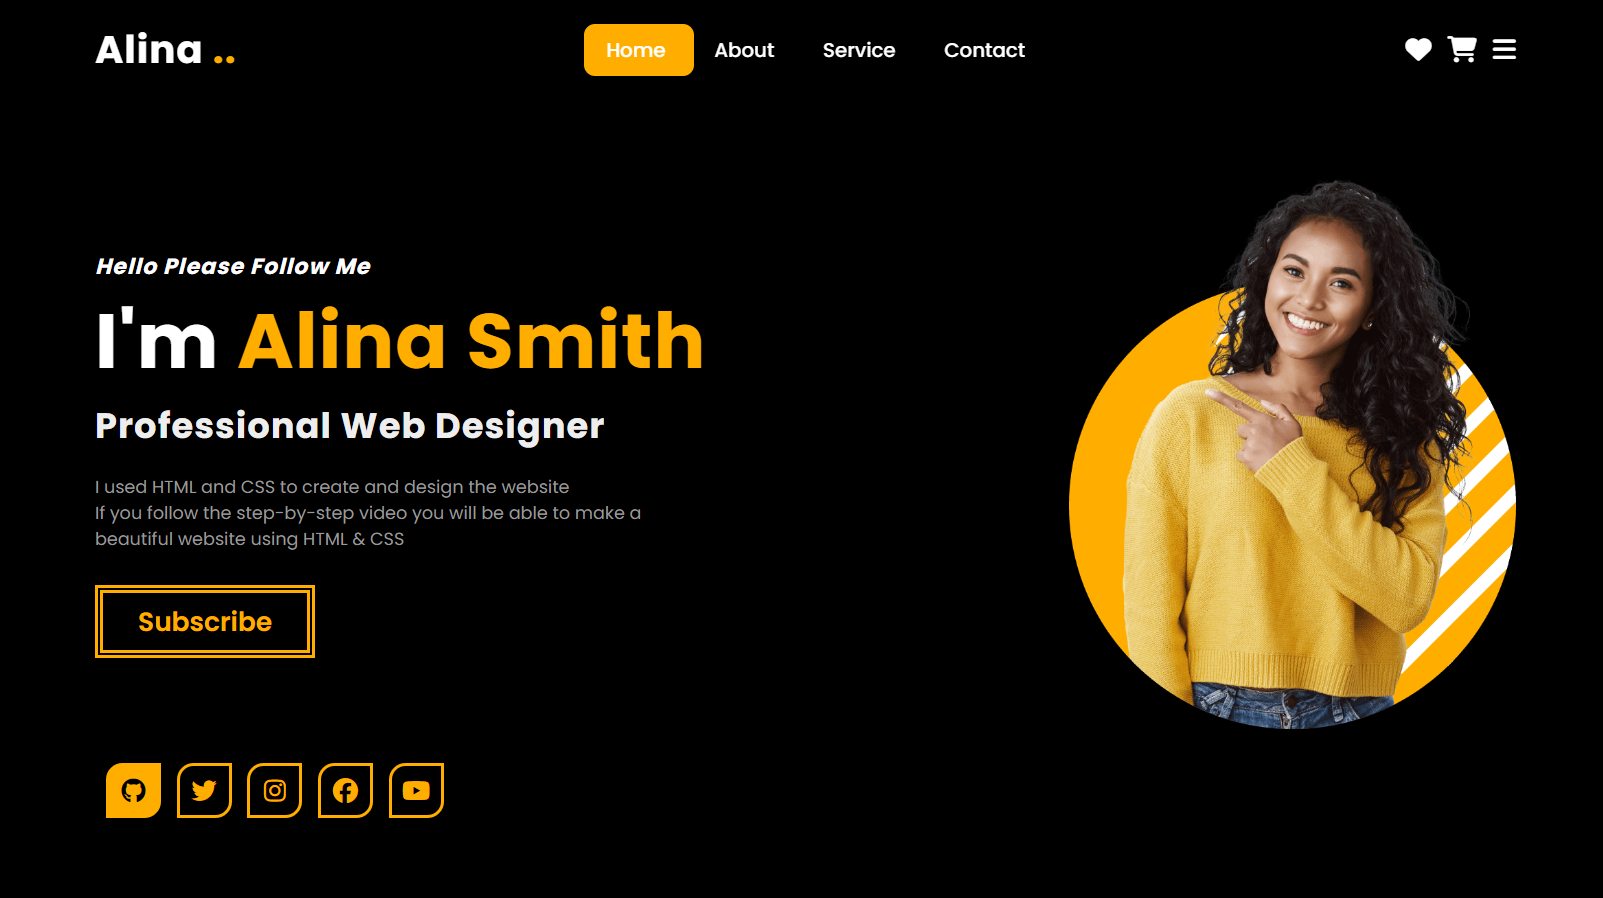 Alina ..
Home About Service Contact
Hello Please Follow Me
I'm Alina Smith
Professional Web Designer
I used HTML and CSS to create and design the website
If you follow the step-by-step video you will be able to make a
beautiful website using HTML & CSS
Subscribe